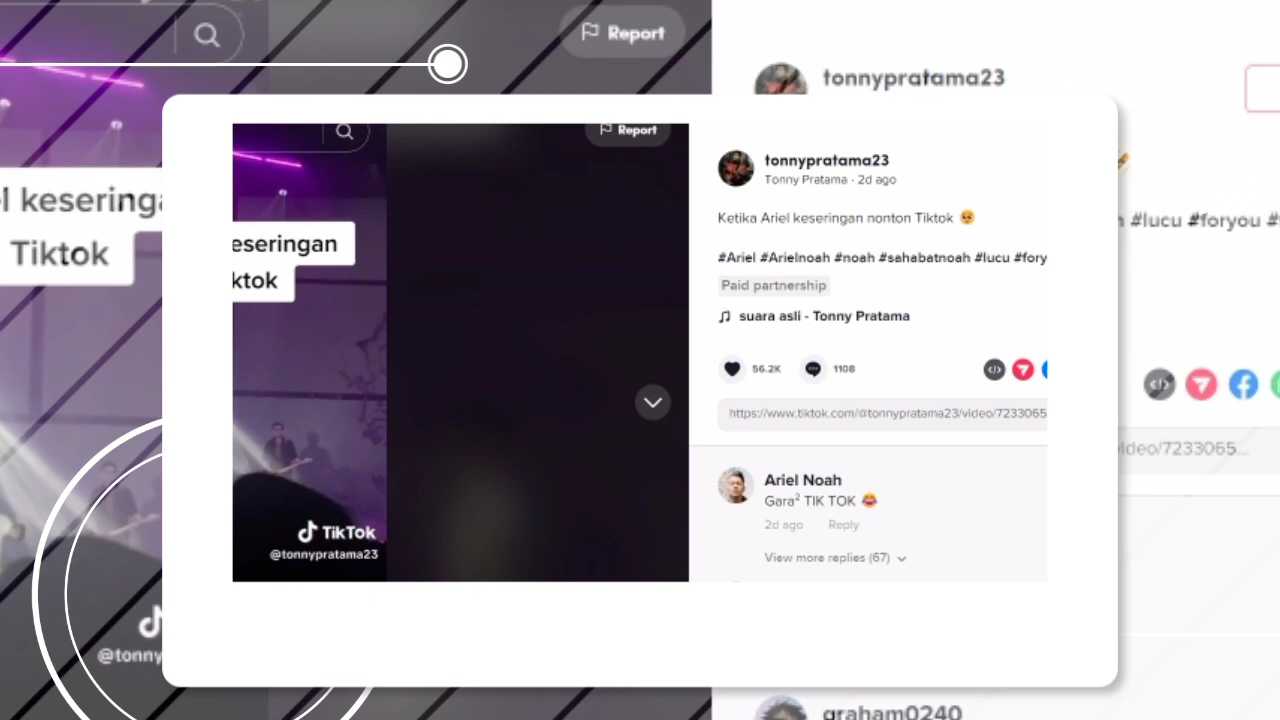 Report
tonnypratama23
l keseringa
Tiktok
#lucu #foryou #
ideo/7233065...
@tonny
graham0240
Report
eseringan
ktok
TikTok
@tonnypratama23
tonnypratama23
Tony Pratama · 2d ago
Ketika Ariel keseringan nonton Tiktok 🥺
#Ariel #Arielnoah #noah #sahabatnoah #lucu #fory
Paid partnership
suara asli - Tonny Pratama
56.2K 1108
https://www.tiktok.com/@tonnypratama23/video/7233065
Ariel Noah
Gara² TIK TOK 😂
2d ago Reply
View more replies (67)